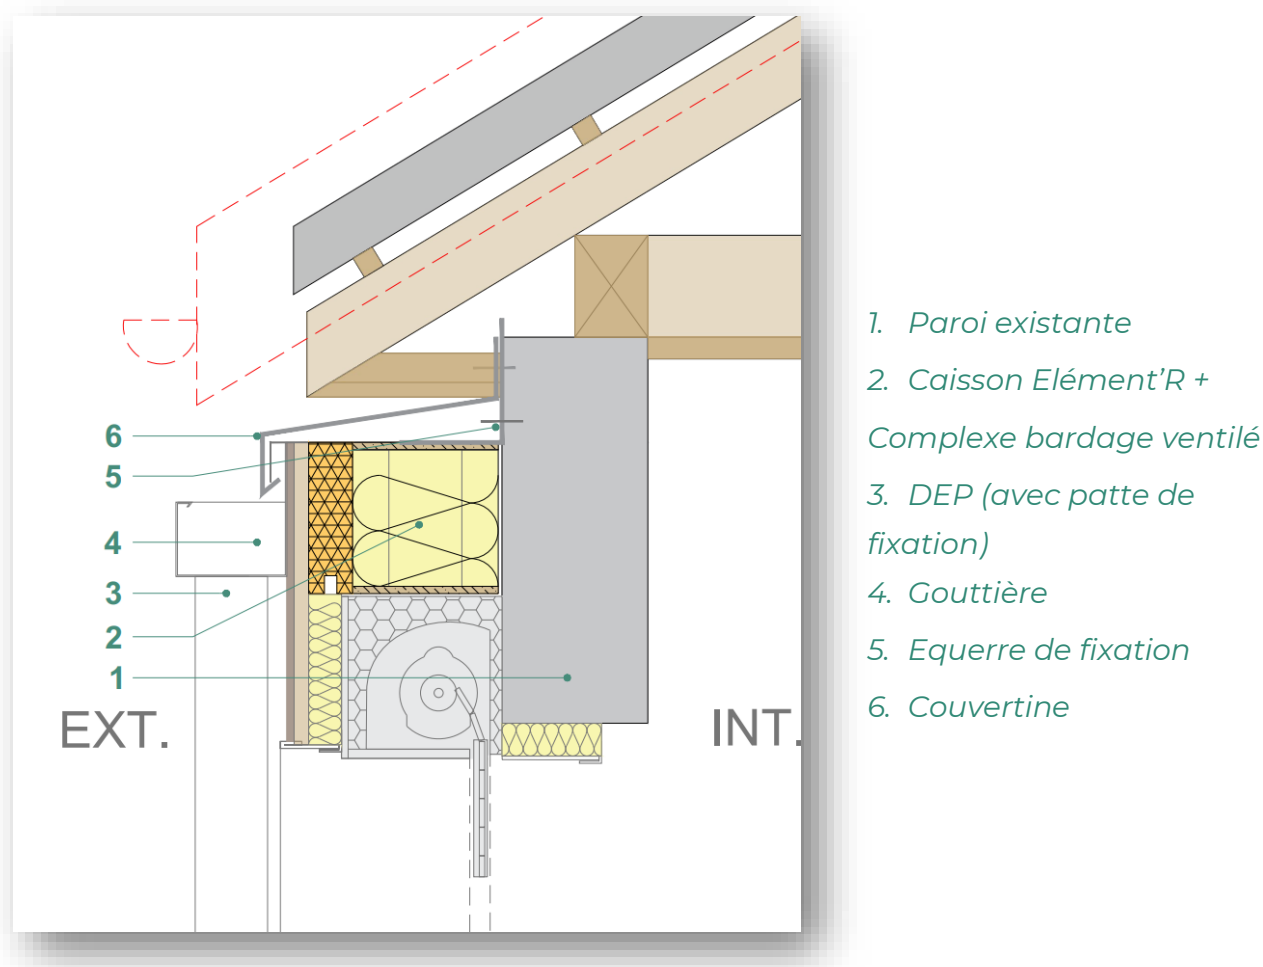 6
5
4
3
2
1
EXT.
INT.
1. Paroi existante
2. Caisson Elément’R +
Complexe bardage ventilé
3. DEP (avec patte de
fixation)
4. Gouttière
5. Equerre de fixation
6. Couvertine